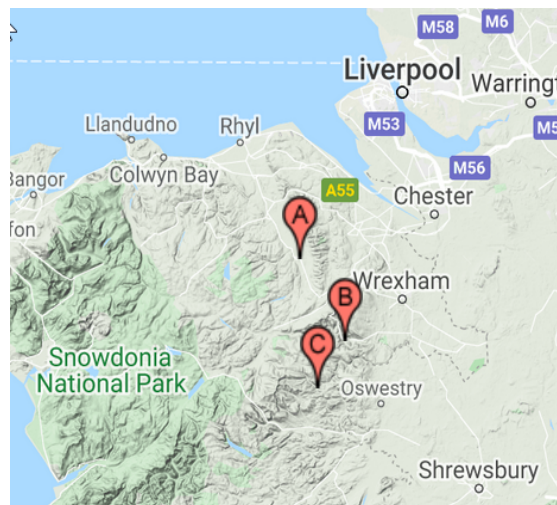 M58
M6
Liverpool
Warringt
Llandudno
Rhyl
M53
M5
Colwyn Bay
M56
Bangor
A55
Chester
fon
A
Wrexham
B
C
Snowdonia
National Park
Oswestry
Shrewsbury